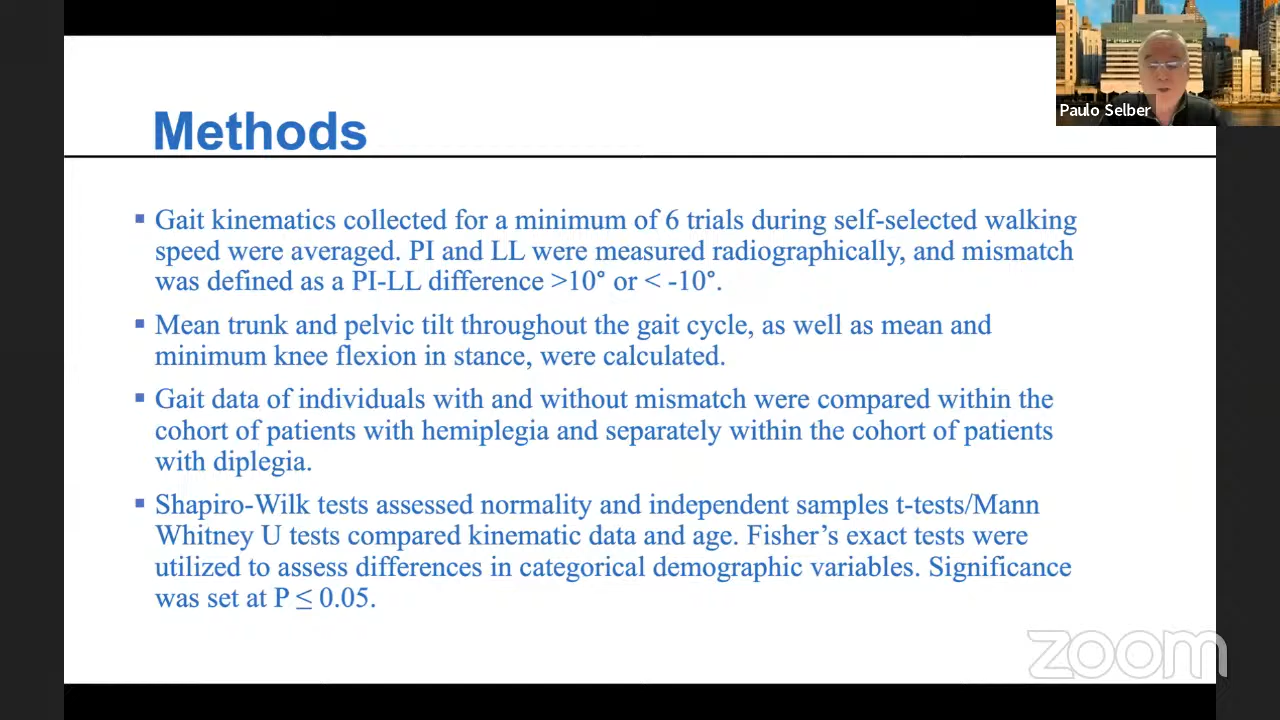 Paulo Selber
Methods
▪ Gait kinematics collected for a minimum of 6 trials during self-selected walking
speed were averaged. PI and LL were measured radiographically, and mismatch
was defined as a PI-LL difference >10° or < -10°.
▪ Mean trunk and pelvic tilt throughout the gait cycle, as well as mean and
minimum knee flexion in stance, were calculated.
▪ Gait data of individuals with and without mismatch were compared within the
cohort of patients with hemiplegia and separately within the cohort of patients
with diplegia.
▪ Shapiro-Wilk tests assessed normality and independent samples t-tests/Mann
Whitney U tests compared kinematic data and age. Fisher’s exact tests were
utilized to assess differences in categorical demographic variables. Significance
was set at P ≤ 0.05.
zoom